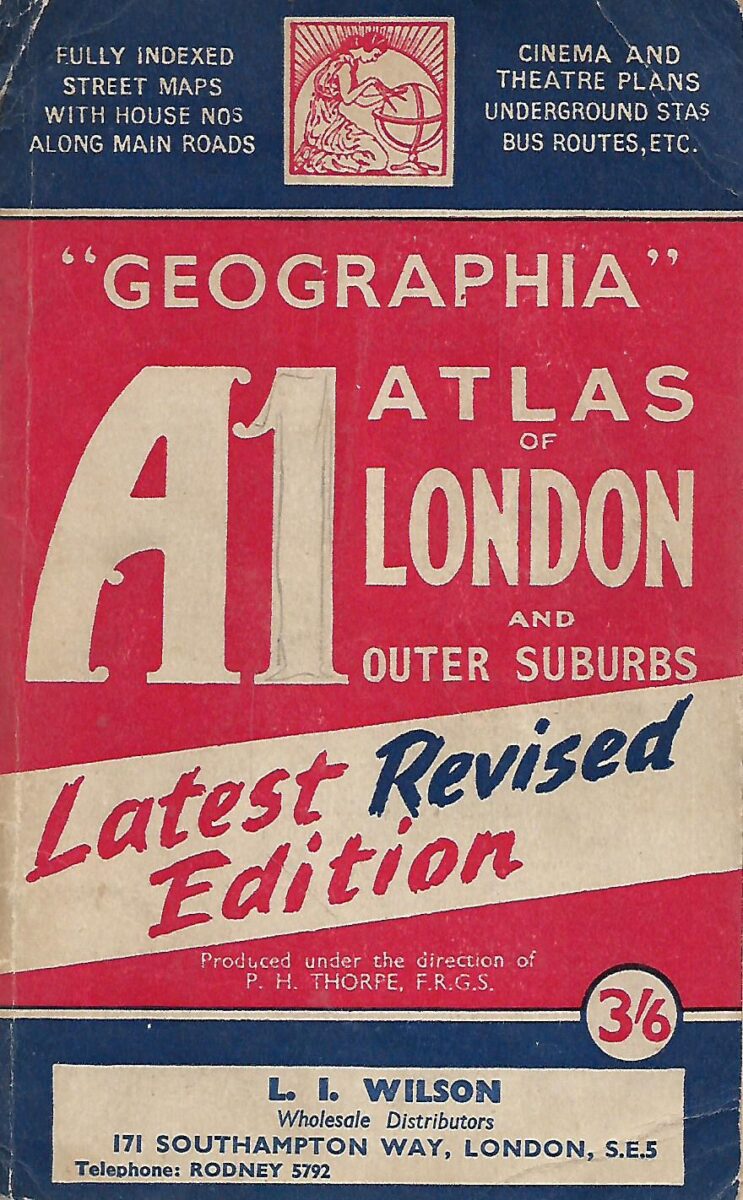 FULLY INDEXED
STREET MAPS
WITH HOUSE NOS
ALONG MAIN ROADS
CINEMA AND
THEATRE PLANS
UNDERGROUND STAS
BUS ROUTES, ETC.
“GEOGRAPHIA”
A1
ATLAS
OF
LONDON
AND
OUTER SUBURBS
Latest Revised
Edition
Produced under the direction of
P. H. THORPE, F.R.G.S.
3/6
L. I. WILSON
Wholesale Distributors
171 SOUTHAMPTON WAY, LONDON, S.E.5
Telephone: RODNEY 5792